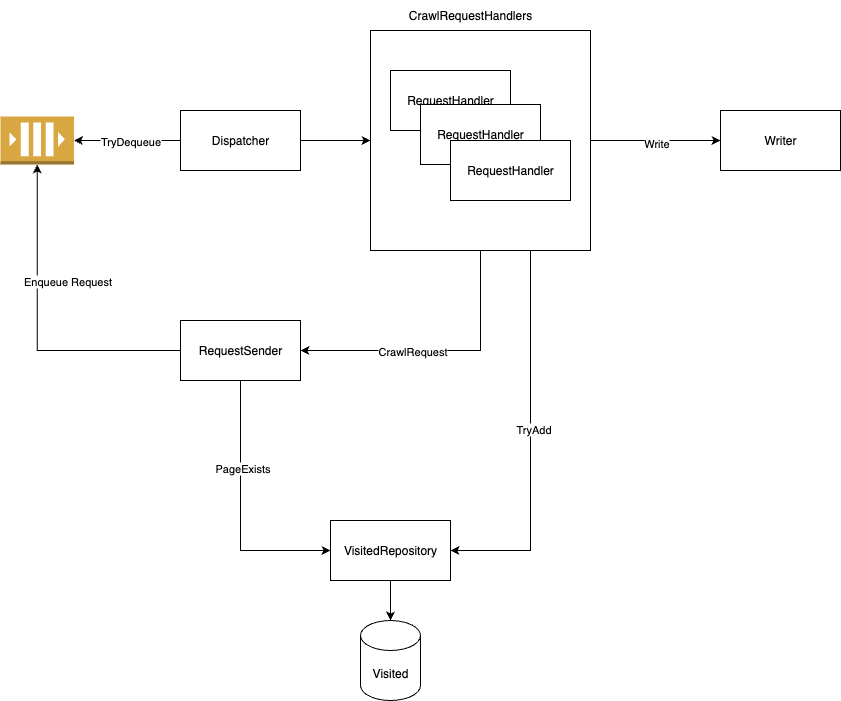 CrawlRequestHandlers
RequestHandler
RequestHandler
RequestHandler
TryDequeue
Dispatcher
Write
Writer
Enqueue Request
RequestSender
CrawlRequest
TryAdd
PageExists
VisitedRepository
Visited